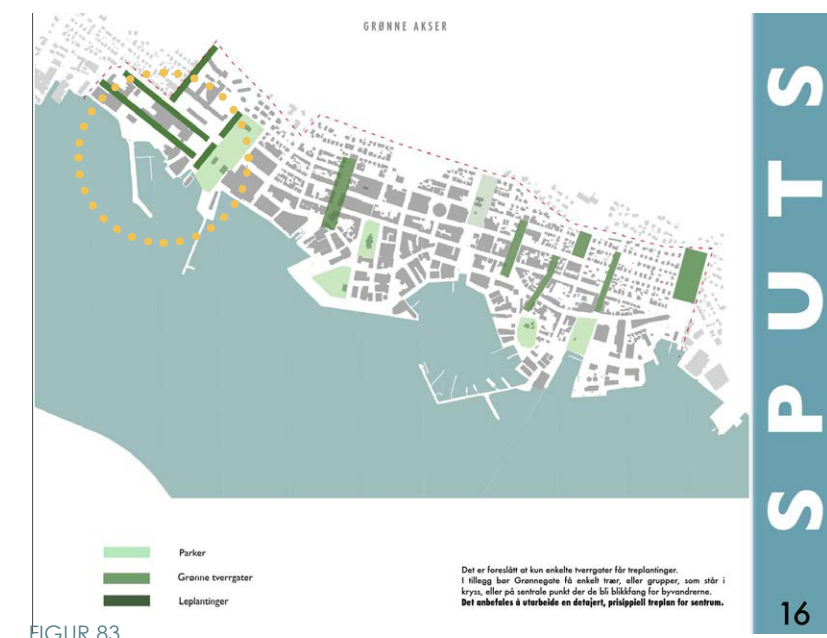 GRØNNE AKSER
Parker
Grønne tverrgater
Leplantinger
Det er foreslått at kun enkelte tverrgater får treplantinger.
I tillegg bør Grønnegate få enkelt trær, eller grupper, som står i
kryss, eller på sentrale punkt der de bli blikkfang for byvandrerne.
Det anbefales å utarbeide en detajert, prisippiell treplan for sentrum.
SPUTS
16
FIGUR 83